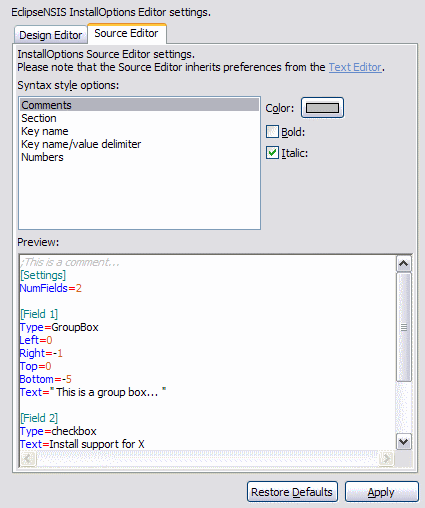 EclipseNSIS InstallOptions Editor settings.
Design Editor Source Editor
InstallOptions Source Editor settings.
Please note that the Source Editor inherits preferences from the Text Editor.
Syntax style options:
Comments
Section
Key name
Key name/value delimiter
Numbers
Color:
Bold:
Italic:
Preview:
;This is a comment...
[Settings]
NumFields=2
[Field 1]
Type=GroupBox
Left=0
Right=-1
Top=0
Bottom=-5
Text=" This is a group box... "
[Field 2]
Type=checkbox
Text=Install support for X
Restore Defaults Apply